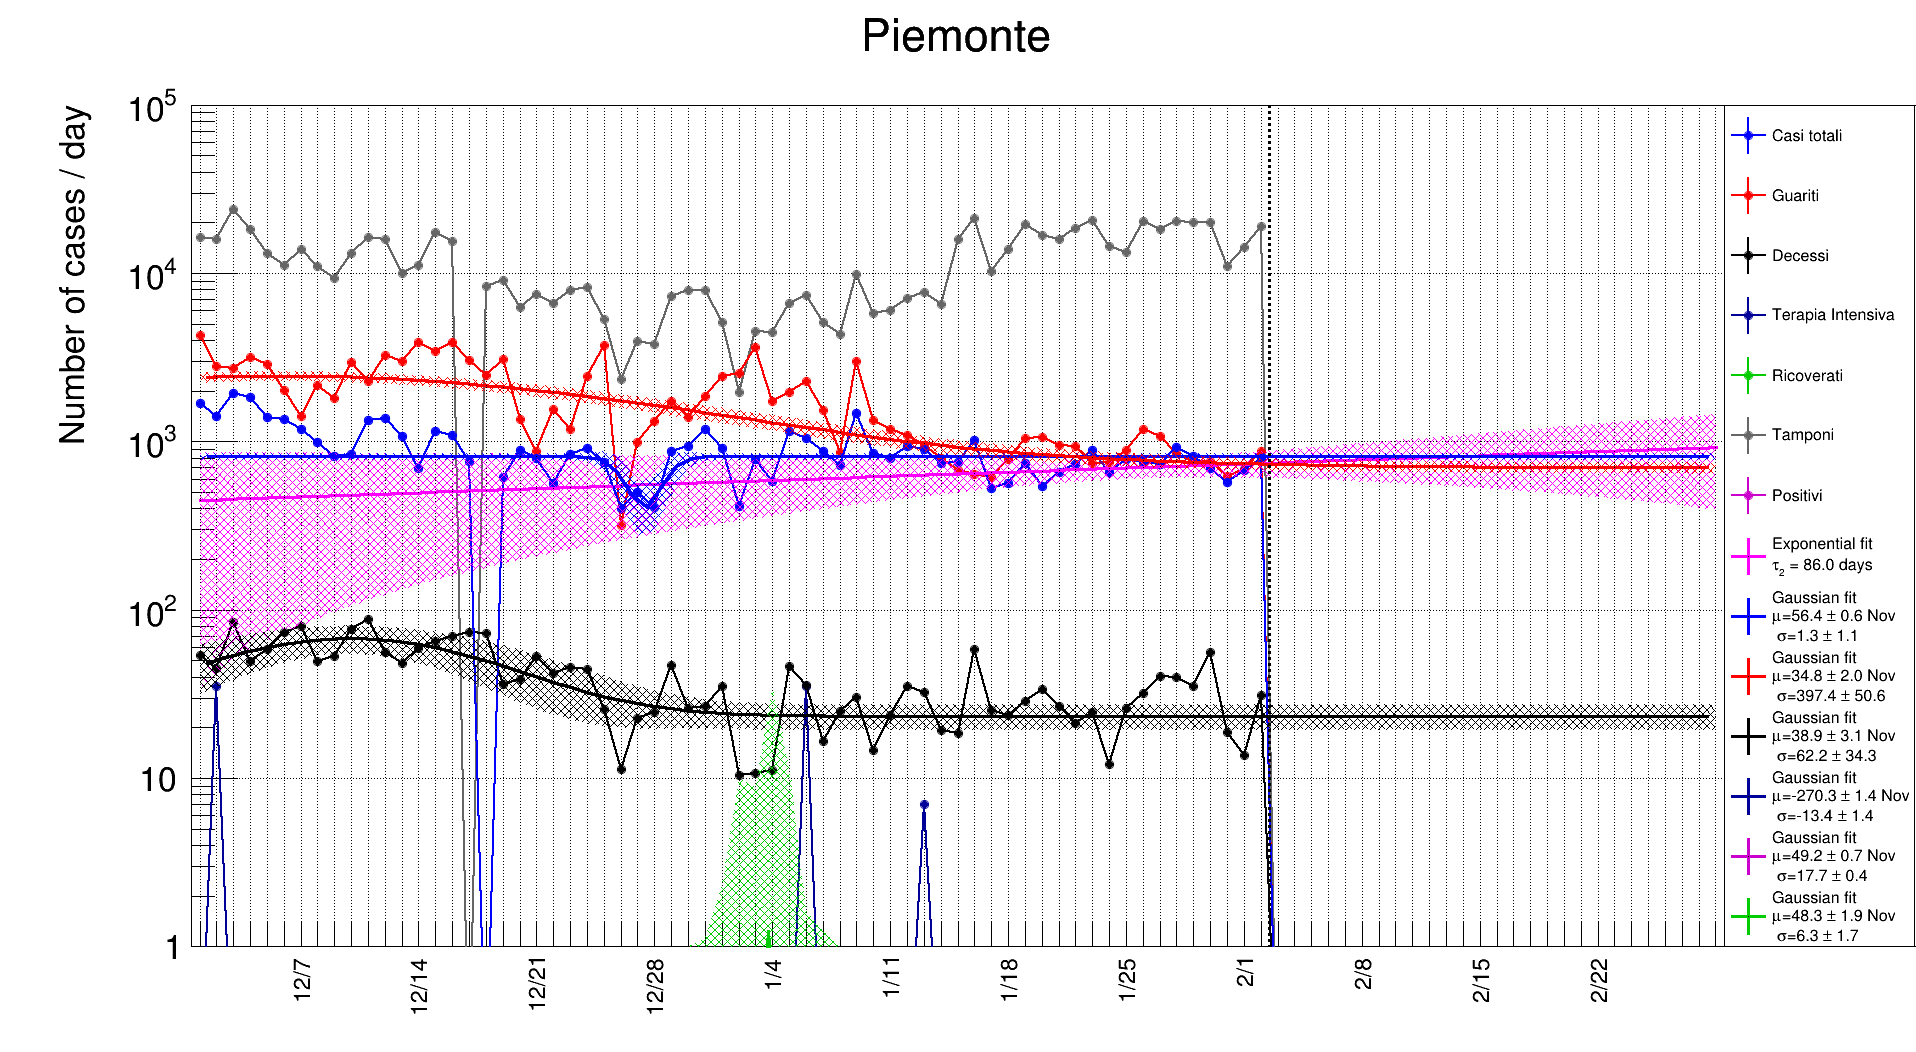 Piemonte
Number of cases / day
10^5
10^4
10^3
10^2
10
1
12/7
12/14
12/21
12/28
1/4
1/11
1/18
1/25
2/1
2/8
2/15
2/22
Casi totali
Guariti
Decessi
Terapia Intensiva
Ricoverati
Tamponi
Positivi
Exponential fit
τ₂ = 86.0 days
Gaussian fit
μ=56.4 ± 0.6 Nov
σ=1.3 ± 1.1
Gaussian fit
μ=34.8 ± 2.0 Nov
σ=397.4 ± 50.6
Gaussian fit
μ=38.9 ± 3.1 Nov
σ=62.2 ± 34.3
Gaussian fit
μ=-270.3 ± 1.4 Nov
σ=-13.4 ± 1.4
Gaussian fit
μ=49.2 ± 0.7 Nov
σ=17.7 ± 0.4
Gaussian fit
μ=48.3 ± 1.9 Nov
σ=6.3 ± 1.7